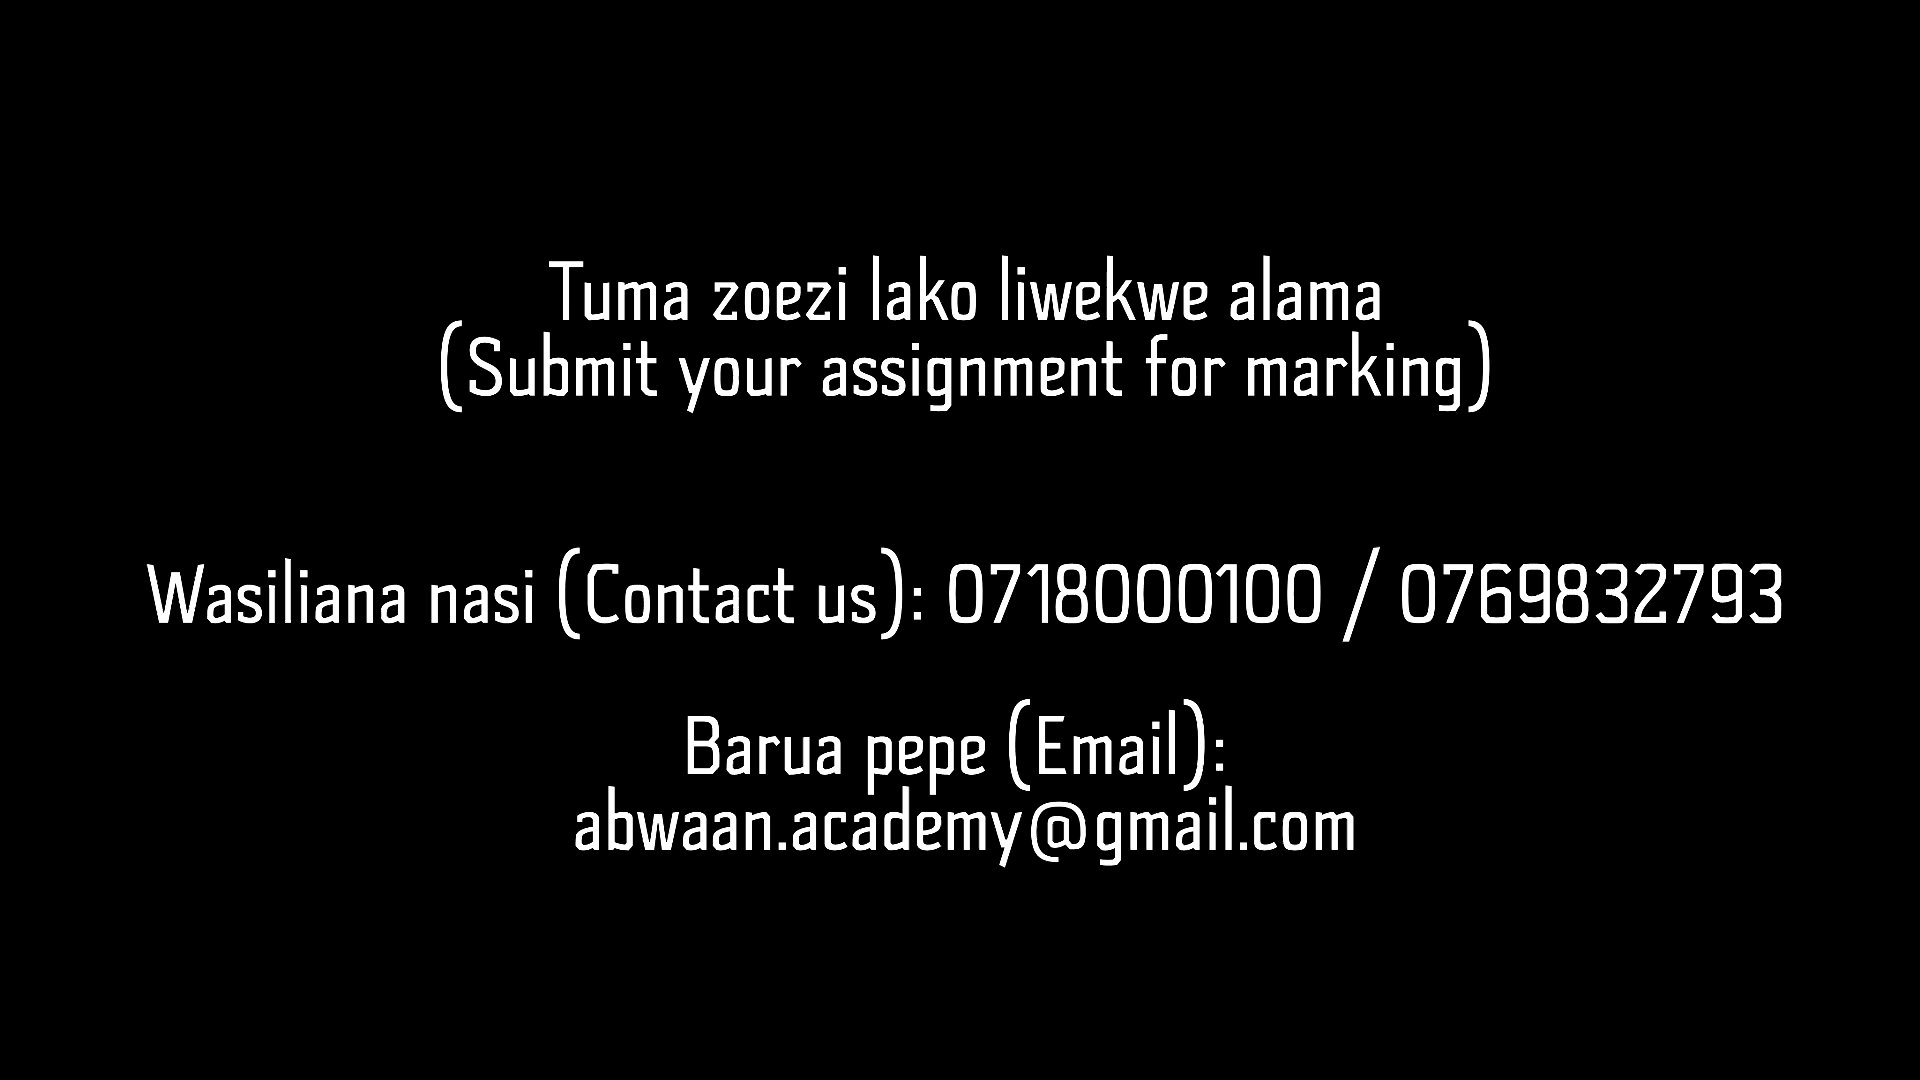 Tuma zoezi lako liwekwe alama
(Submit your assignment for marking)
Wasiliana nasi (Contact us): 0718000100 / 0769832793
Barua pepe (Email):
abwaan.academy@gmail.com